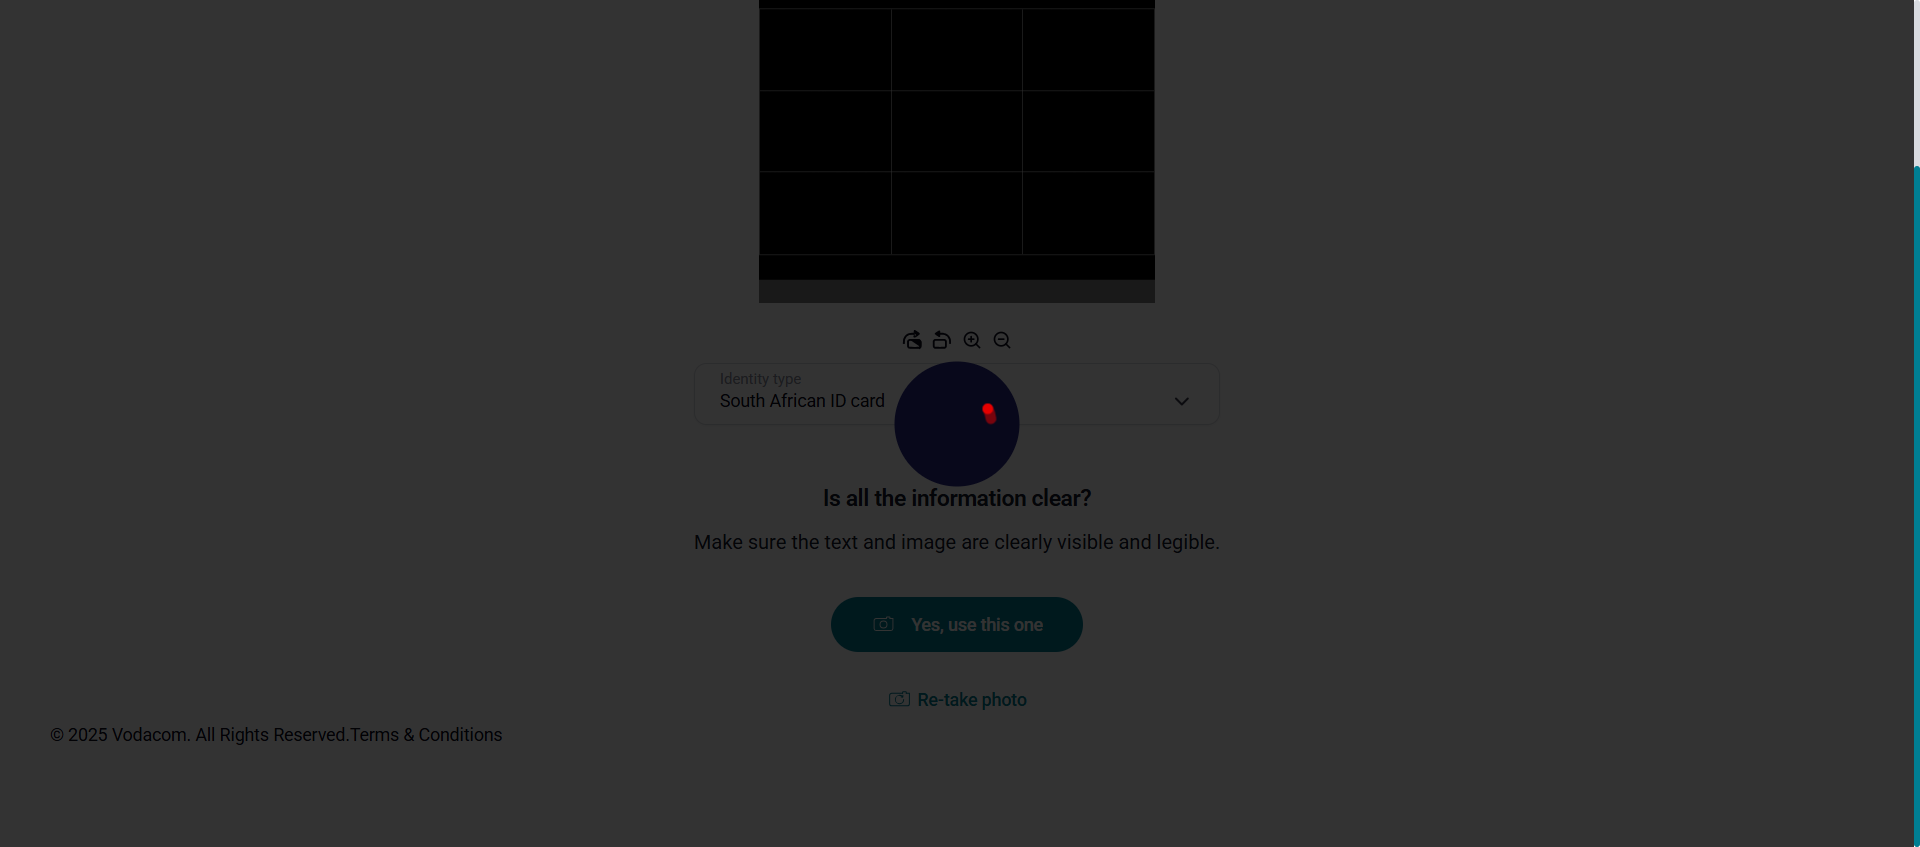 Identity type
South African ID card
Is all the information clear?
Make sure the text and image are clearly visible and legible.
Yes, use this one
Re-take photo
© 2025 Vodacom. All Rights Reserved.Terms & Conditions